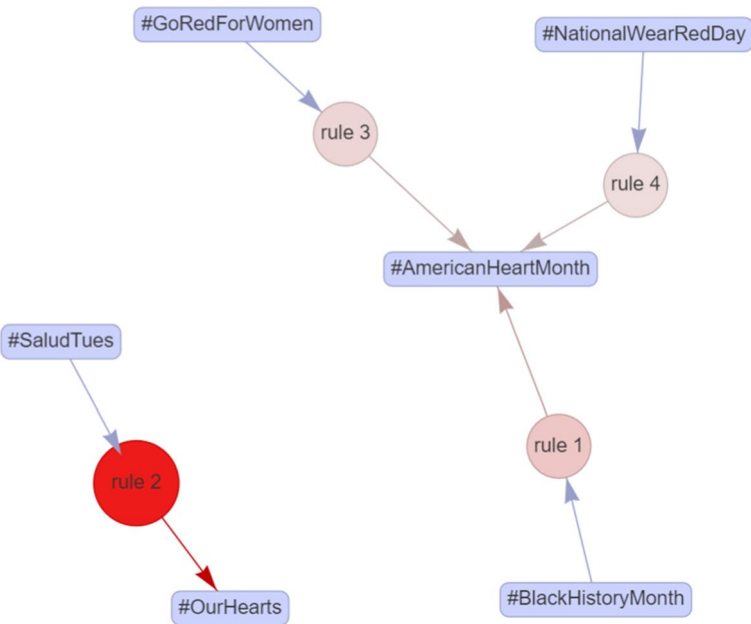 #GoRedForWomen
#NationalWearRedDay
rule 3
rule 4
#AmericanHeartMonth
#SaludTues
rule 1
rule 2
#BlackHistoryMonth
#OurHearts